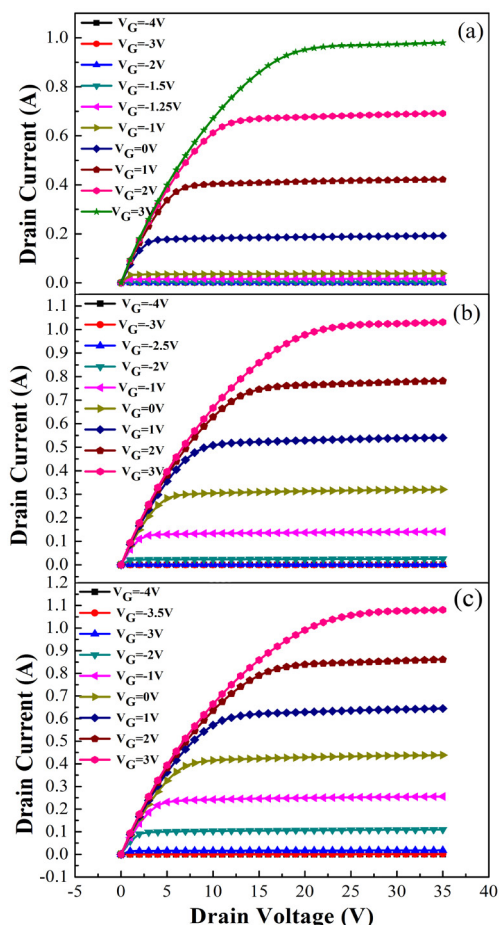 (a)
V_G=-4V
V_G=-3V
V_G=-2V
V_G=-1.5V
V_G=-1.25V
V_G=-1V
V_G=0V
V_G=1V
V_G=2V
V_G=3V
1.0
0.8
0.6
0.4
0.2
0.0
Drain Current (A)
(b)
V_G=-4V
V_G=-3V
V_G=-2.5V
V_G=-2V
V_G=-1V
V_G=0V
V_G=1V
V_G=2V
V_G=3V
1.1
1.0
0.9
0.8
0.7
0.6
0.5
0.4
0.3
0.2
0.1
0.0
Drain Current (A)
(c)
V_G=-4V
V_G=-3.5V
V_G=-3V
V_G=-2V
V_G=-1V
V_G=0V
V_G=1V
V_G=2V
V_G=3V
1.2
1.1
1.0
0.9
0.8
0.7
0.6
0.5
0.4
0.3
0.2
0.1
0.0
-0.1
Drain Current (A)
-5 0 5 10 15 20 25 30 35 40
Drain Voltage (V)